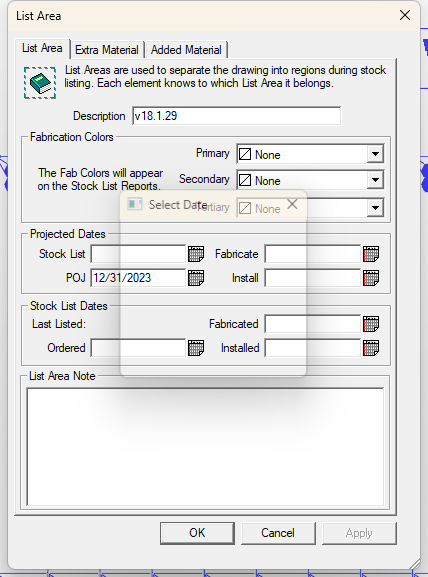 List Area
List Area Extra Material Added Material
List Areas are used to separate the drawing into regions during stock
listing. Each element knows to which List Area it belongs.
Description v18.1.29
Fabrication Colors
Primary None
The Fab Colors will appear
on the Stock List Reports.
Secondary None
Select Date
Tertiary None
Projected Dates
Stock List Fabricate
POJ 12/31/2023 Install
Stock List Dates
Last Listed: Fabricated
Ordered Installed
List Area Note
OK Cancel Apply